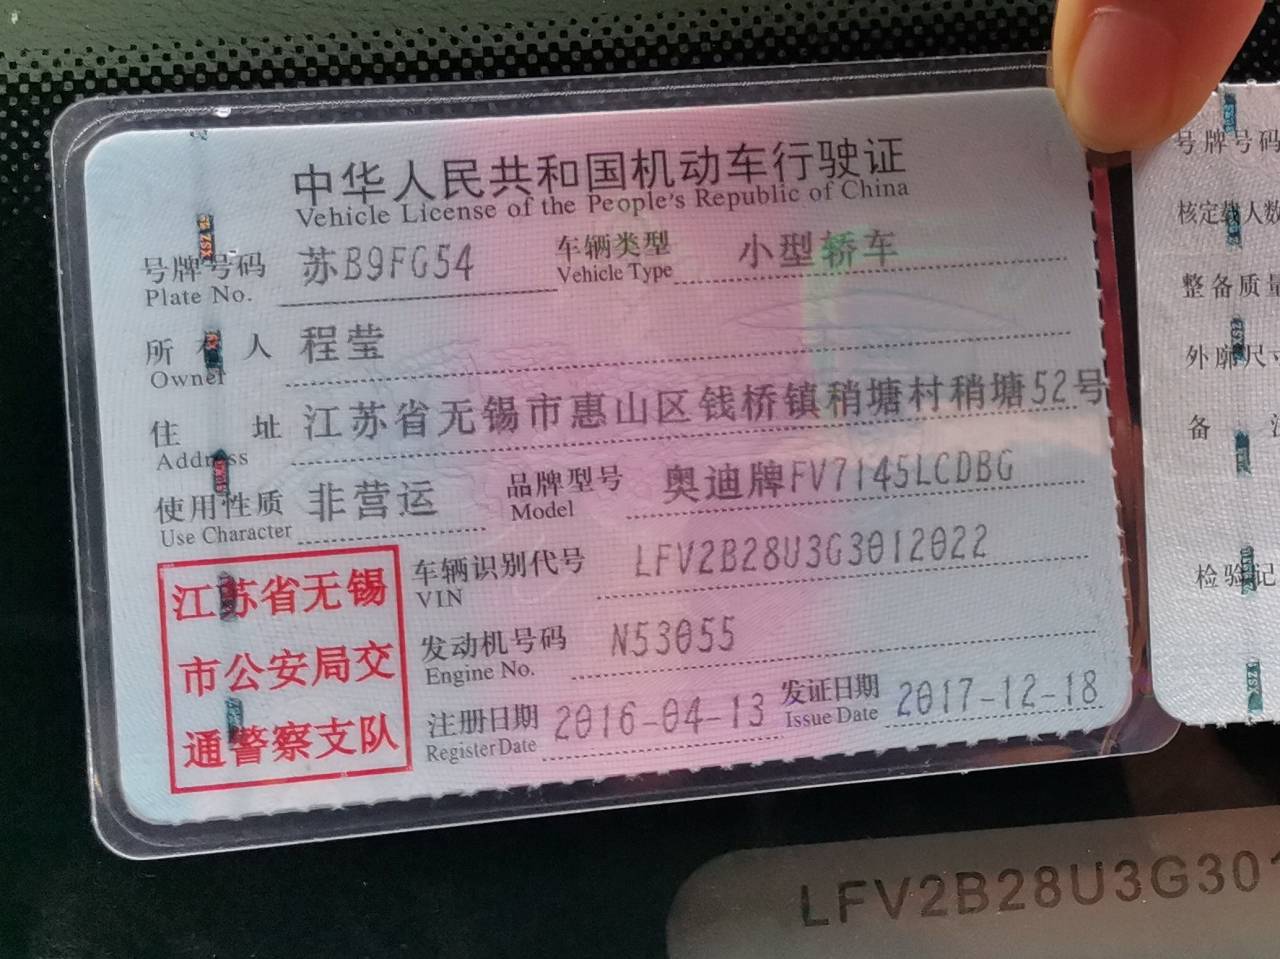 中华人民共和国机动车行驶证
Vehicle License of the People's Republic of China
号牌号码 苏B9FG54 车辆类型 小型轿车
Plate No. Vehicle Type
所有人 程莹
Owner
住址 江苏省无锡市惠山区钱桥镇稍塘村稍塘52号
Address
使用性质 非营运 品牌型号 奥迪牌FV7145LCDBG
Use Character Model
车辆识别代号 LFV2B28U3G3012022
VIN
发动机号码 N53055
Engine No.
注册日期 2016-04-13 发证日期 2017-12-18
Register Date Issue Date
江苏省无锡
市公安局交
通警察支队
号牌号码
核定载人数
整备质量
外廓尺寸
备
检验记
LFV2B28U3G301